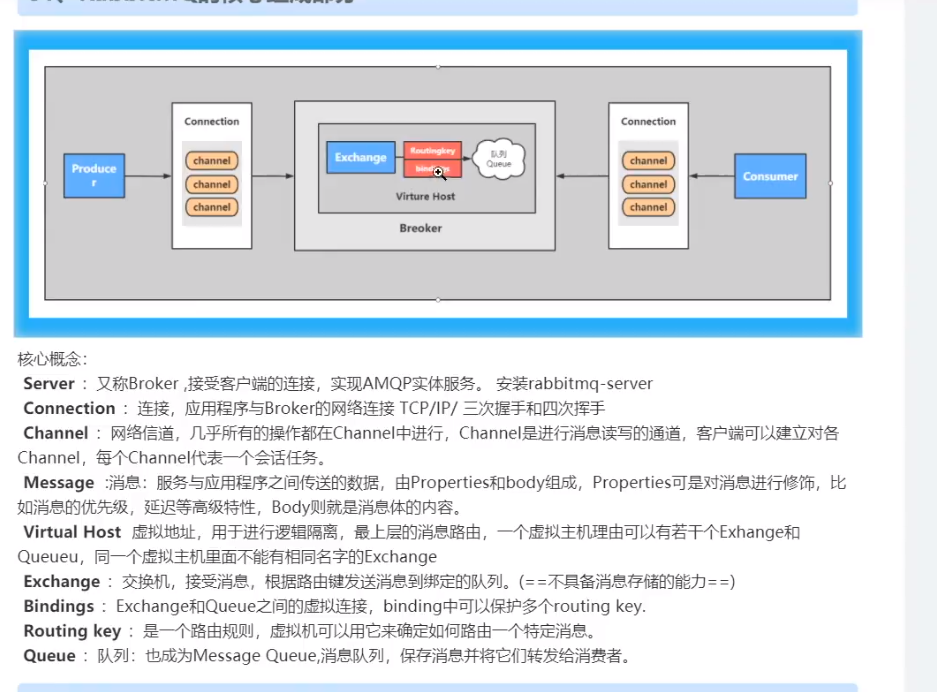 Connection
Connection
channel
channel
channel
Produce
r
Exchange
Routingkey
队列
Queue
Virture Host
Breoker
channel
channel
channel
Consumer
核心概念：
Server ：又称Broker ,接受客户端的连接，实现AMQP实体服务。 安装rabbitmq-server
Connection ：连接，应用程序与Broker的网络连接 TCP/IP/ 三次握手和四次挥手
Channel ：网络信道，几乎所有的操作都在Channel中进行，Channel是进行消息读写的通道，客户端可以建立对各
Channel，每个Channel代表一个会话任务。
Message :消息：服务与应用程序之间传送的数据，由Properties和body组成，Properties可是对消息进行修饰，比
如消息的优先级，延迟等高级特性，Body则就是消息体的内容。
Virtual Host 虚拟地址，用于进行逻辑隔离，最上层的消息路由，一个虚拟主机理由可以有若干个Exhange和
Queueu，同一个虚拟主机里面不能有相同名字的Exchange
Exchange ：交换机，接受消息，根据路由键发送消息到绑定的队列。(==不具备消息存储的能力==)
Bindings ：Exchange和Queue之间的虚拟连接，binding中可以保护多个routing key.
Routing key ：是一个路由规则，虚拟机可以用它来确定如何路由一个特定消息。
Queue ：队列：也成为Message Queue,消息队列，保存消息并将它们转发给消费者。